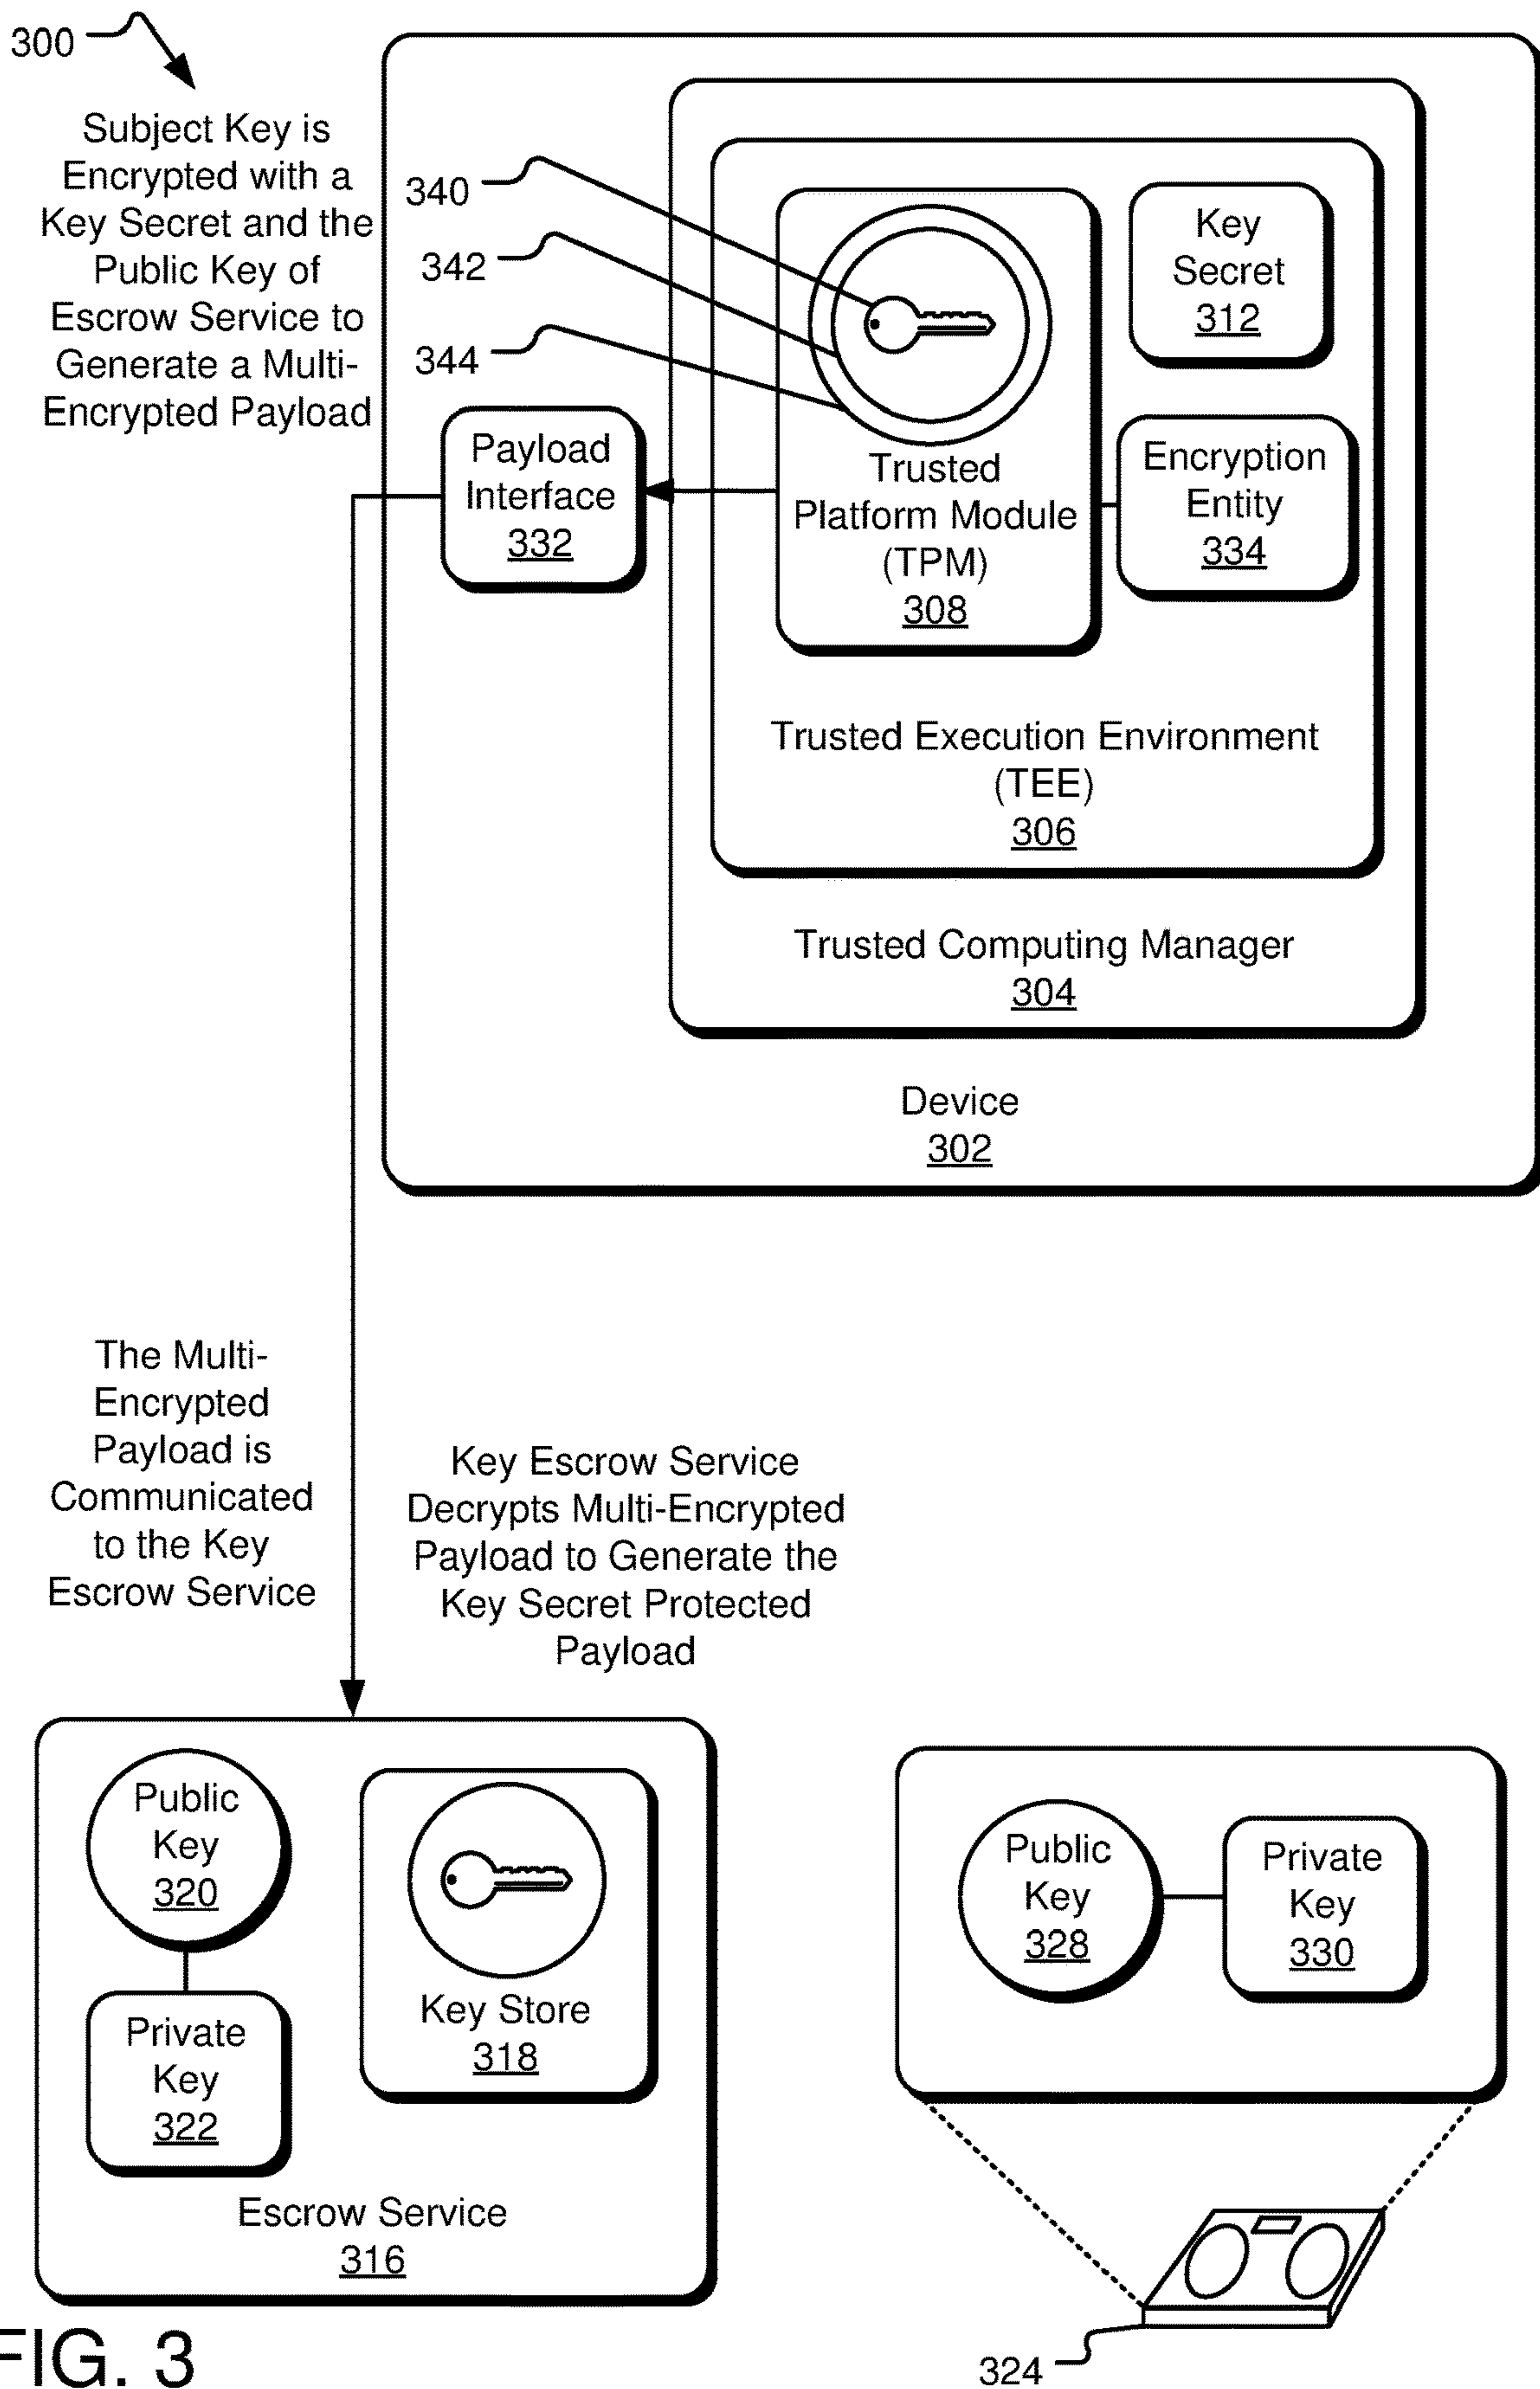 300
Subject Key is
Encrypted with a
Key Secret and the
Public Key of
Escrow Service to
Generate a Multi-
Encrypted Payload
340
342
344
Payload
Interface
332
Trusted
Platform Module
(TPM)
308
Key
Secret
312
Encryption
Entity
334
Trusted Execution Environment
(TEE)
306
Trusted Computing Manager
304
Device
302
The Multi-
Encrypted
Payload is
Communicated
to the Key
Escrow Service
Key Escrow Service
Decrypts Multi-Encrypted
Payload to Generate the
Key Secret Protected
Payload
Public
Key
320
Private
Key
322
Key Store
318
Escrow Service
316
Public
Key
328
Private
Key
330
324
FIG. 3